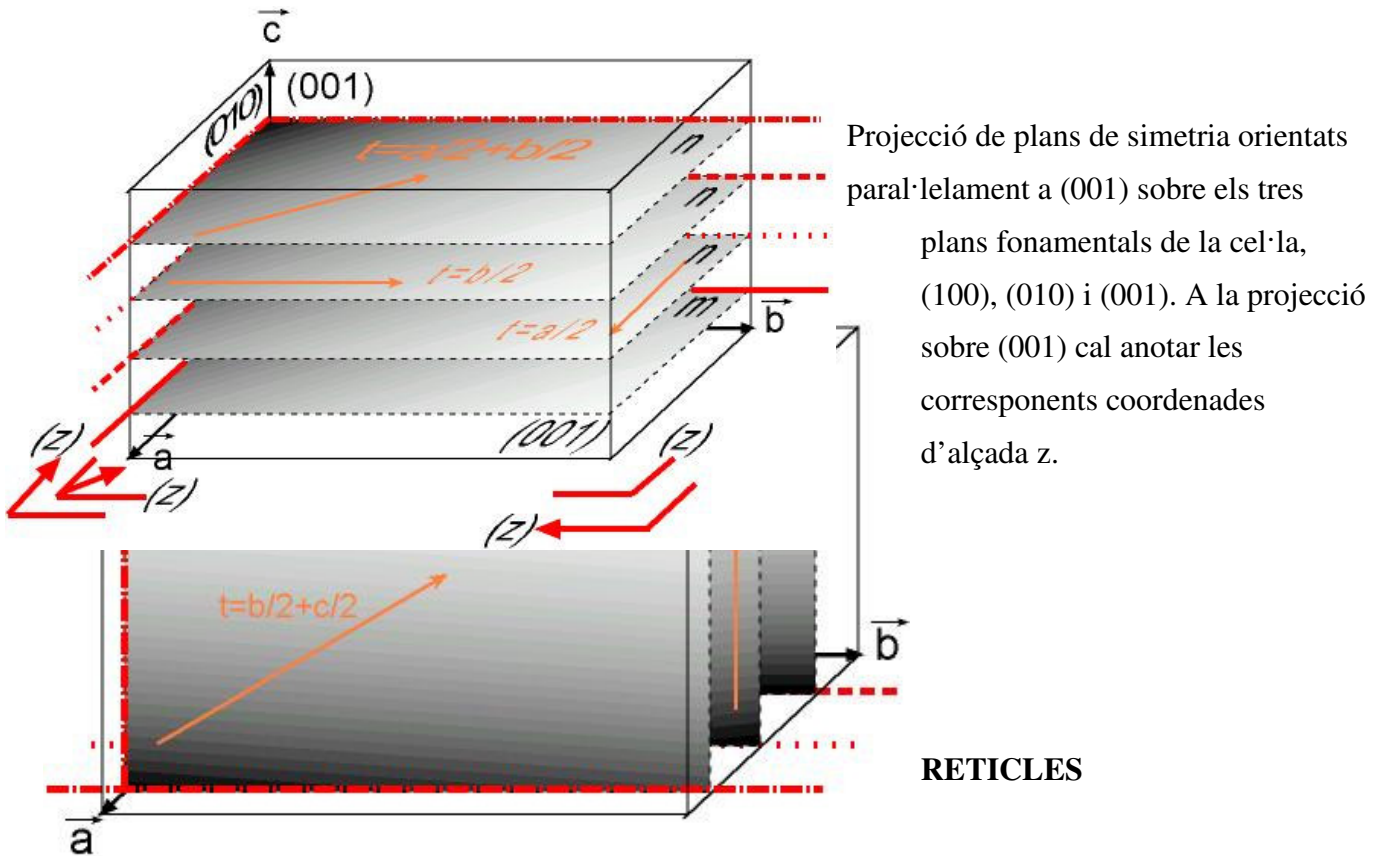 c
(001)
(010)
t=a/2+b/2
n
n
t=b/2
n
t=a/2
m
b
a
(001)
(z)
(z)
(z)
(z)
Projecció de plans de simetria orientats
paral·lelament a (001) sobre els tres
plans fonamentals de la cel·la,
(100), (010) i (001). A la projecció
sobre (001) cal anotar les
corresponents coordenades
d’alçada z.
t=b/2+c/2
b
a
RETICLES